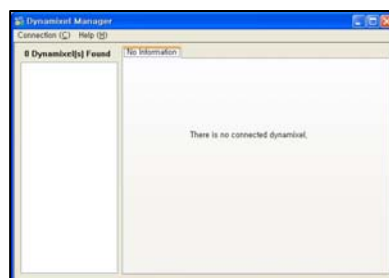 Dynamixel Manager
Connection (C) Help (H)
0 Dynamixel(s) Found
No Information
There is no connected dynamixel.